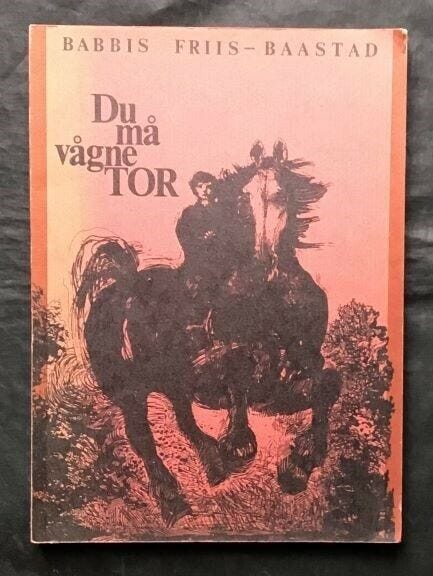 BABBIS FRIIS-BAASTAD
Du
må
vågne
TOR